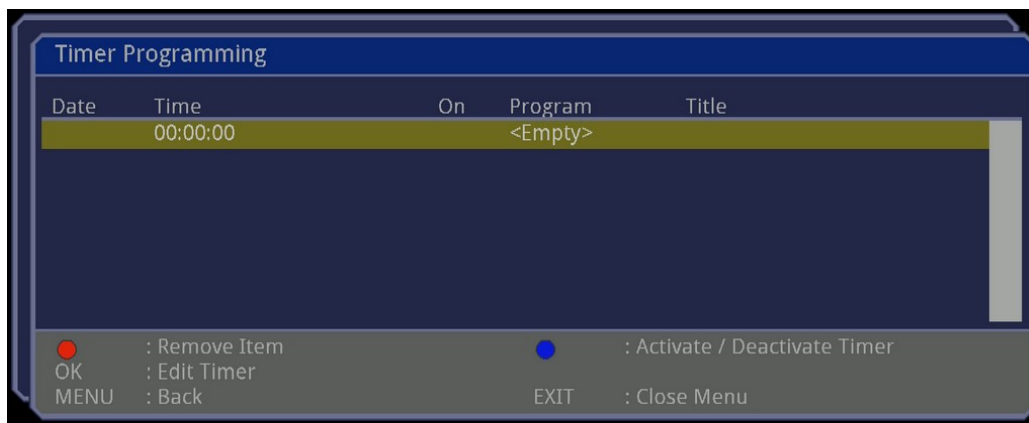 Timer Programming
Date Time On Program Title
00:00:00 <Empty>
: Remove Item : Activate / Deactivate Timer
OK : Edit Timer
MENU : Back EXIT : Close Menu